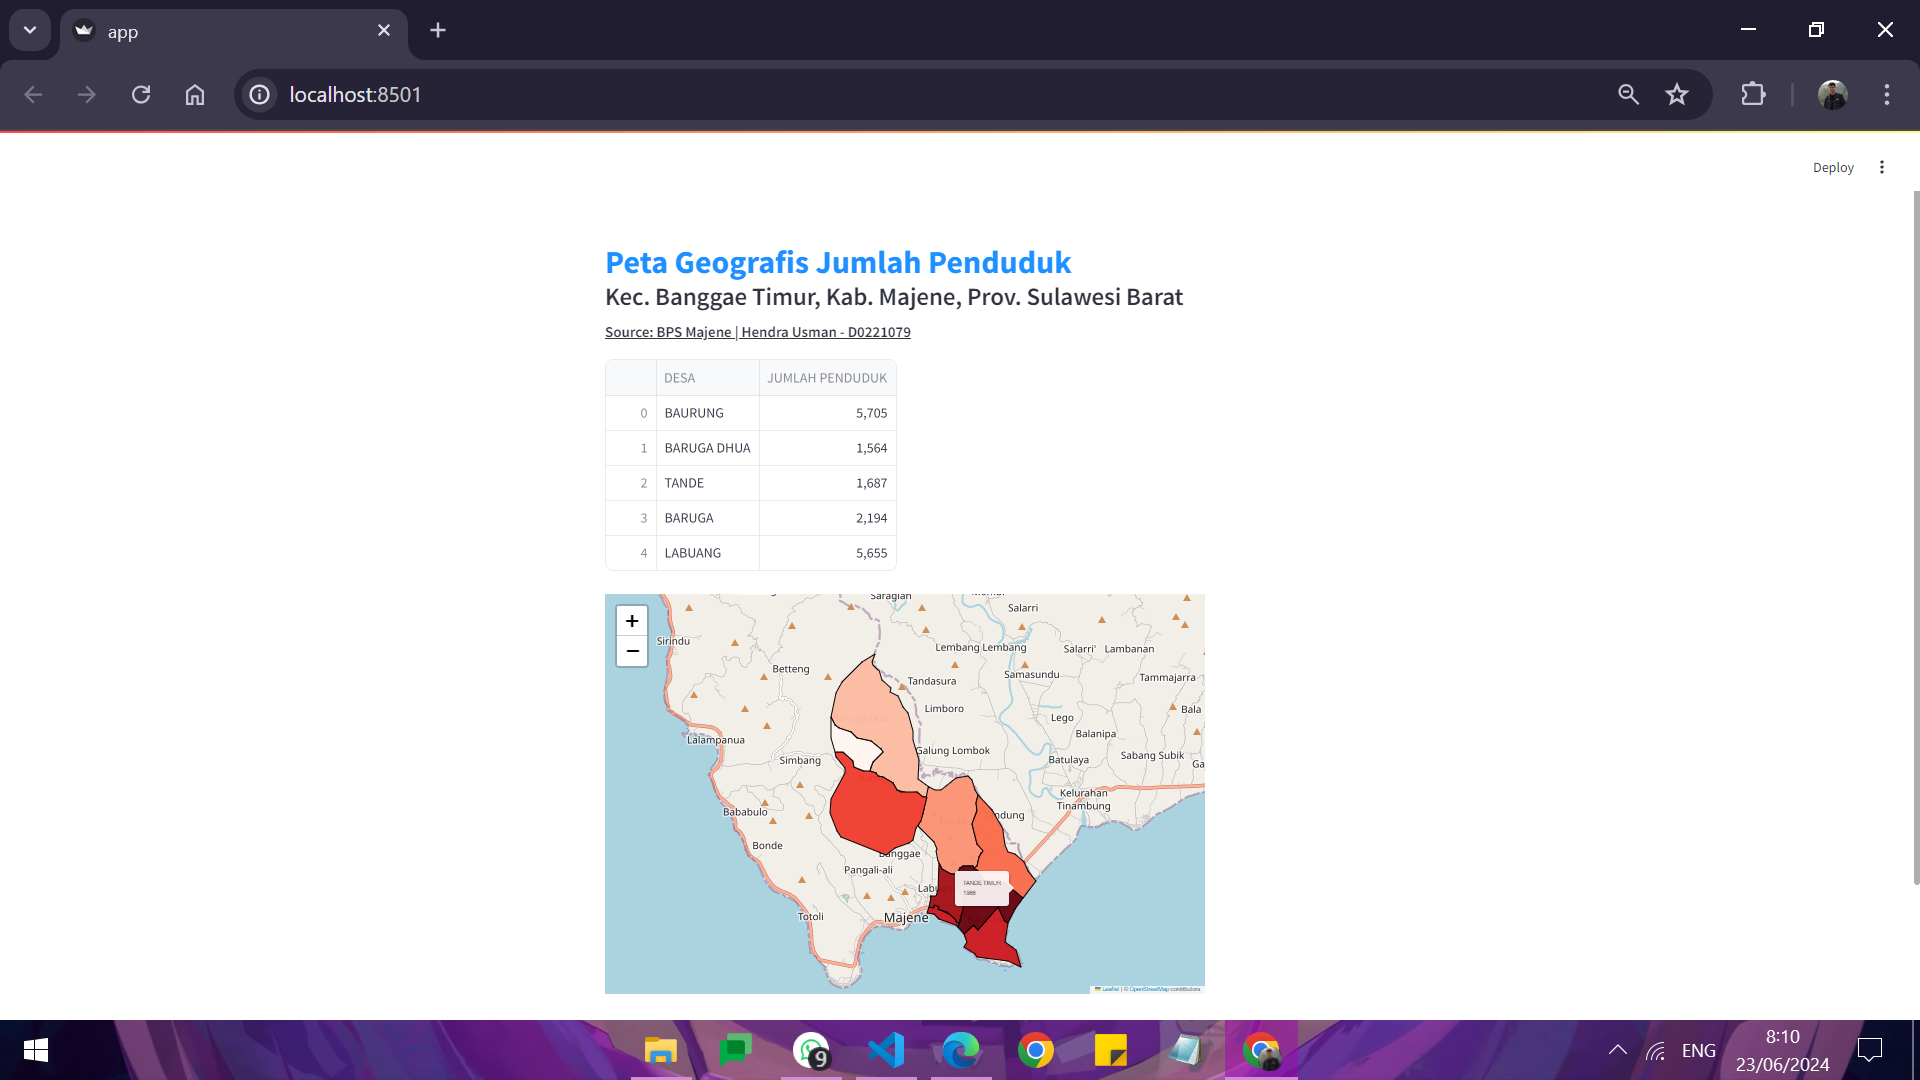 app
localhost:8501
Deploy
Peta Geografis Jumlah Penduduk
Kec. Banggae Timur, Kab. Majene, Prov. Sulawesi Barat
Source: BPS Majene | Hendra Usman - D0221079
DESA JUMLAH PENDUDUK
0 BAURUNG 5,705
1 BARUGA DHUA 1,564
2 TANDE 1,687
3 BARUGA 2,194
4 LABUANG 5,655
+
−
Saragian
Salarri
Sirindu
Lembang Lembang
Salarri' Lambanan
Betteng
Samasundu
Tandasura
Tammajarra
Limboro
Bala
Lego
Balanipa
Lalampanua
Galung Lombok
Sabang Subik
Simbang
Batulaya
Ga
Kelurahan
Tinambung
Bababulo
ndung
Bonde
Banggae
Pangali-ali
Labu
TANDE TIMUR
1986
Totoli
Majene
Leaflet | © OpenStreetMap contributors
9
ENG
8:10
23/06/2024